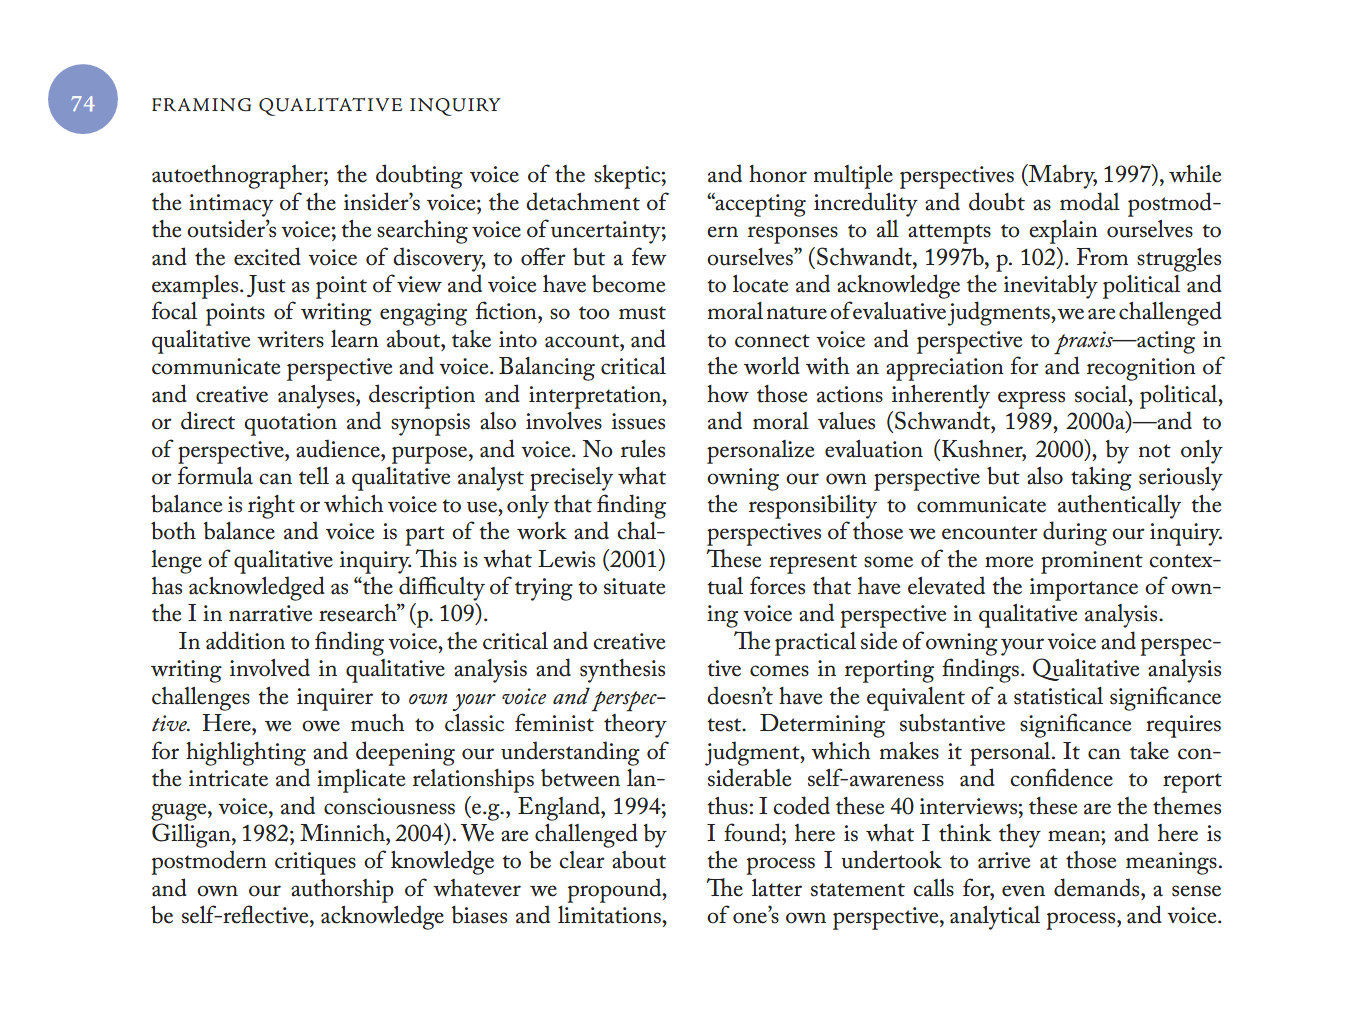 74
FRAMING QUALITATIVE INQUIRY
autoethnographer; the doubting voice of the skeptic;
the intimacy of the insider’s voice; the detachment of
the outsider’s voice; the searching voice of uncertainty;
and the excited voice of discovery, to offer but a few
examples. Just as point of view and voice have become
focal points of writing engaging fiction, so too must
qualitative writers learn about, take into account, and
communicate perspective and voice. Balancing critical
and creative analyses, description and interpretation,
or direct quotation and synopsis also involves issues
of perspective, audience, purpose, and voice. No rules
or formula can tell a qualitative analyst precisely what
balance is right or which voice to use, only that finding
both balance and voice is part of the work and chal-
lenge of qualitative inquiry. This is what Lewis (2001)
has acknowledged as “the difficulty of trying to situate
the I in narrative research” (p. 109).
In addition to finding voice, the critical and creative
writing involved in qualitative analysis and synthesis
challenges the inquirer to own your voice and perspec-
tive. Here, we owe much to classic feminist theory
for highlighting and deepening our understanding of
the intricate and implicate relationships between lan-
guage, voice, and consciousness (e.g., England, 1994;
Gilligan, 1982; Minnich, 2004). We are challenged by
postmodern critiques of knowledge to be clear about
and own our authorship of whatever we propound,
be self-reflective, acknowledge biases and limitations,
and honor multiple perspectives (Mabry, 1997), while
“accepting incredulity and doubt as modal postmod-
ern responses to all attempts to explain ourselves to
ourselves” (Schwandt, 1997b, p. 102). From struggles
to locate and acknowledge the inevitably political and
moral nature of evaluative judgments, we are challenged
to connect voice and perspective to praxis—acting in
the world with an appreciation for and recognition of
how those actions inherently express social, political,
and moral values (Schwandt, 1989, 2000a)—and to
personalize evaluation (Kushner, 2000), by not only
owning our own perspective but also taking seriously
the responsibility to communicate authentically the
perspectives of those we encounter during our inquiry.
These represent some of the more prominent contex-
tual forces that have elevated the importance of own-
ing voice and perspective in qualitative analysis.
The practical side of owning your voice and perspec-
tive comes in reporting findings. Qualitative analysis
doesn’t have the equivalent of a statistical significance
test. Determining substantive significance requires
judgment, which makes it personal. It can take con-
siderable self-awareness and confidence to report
thus: I coded these 40 interviews; these are the themes
I found; here is what I think they mean; and here is
the process I undertook to arrive at those meanings.
The latter statement calls for, even demands, a sense
of one’s own perspective, analytical process, and voice.